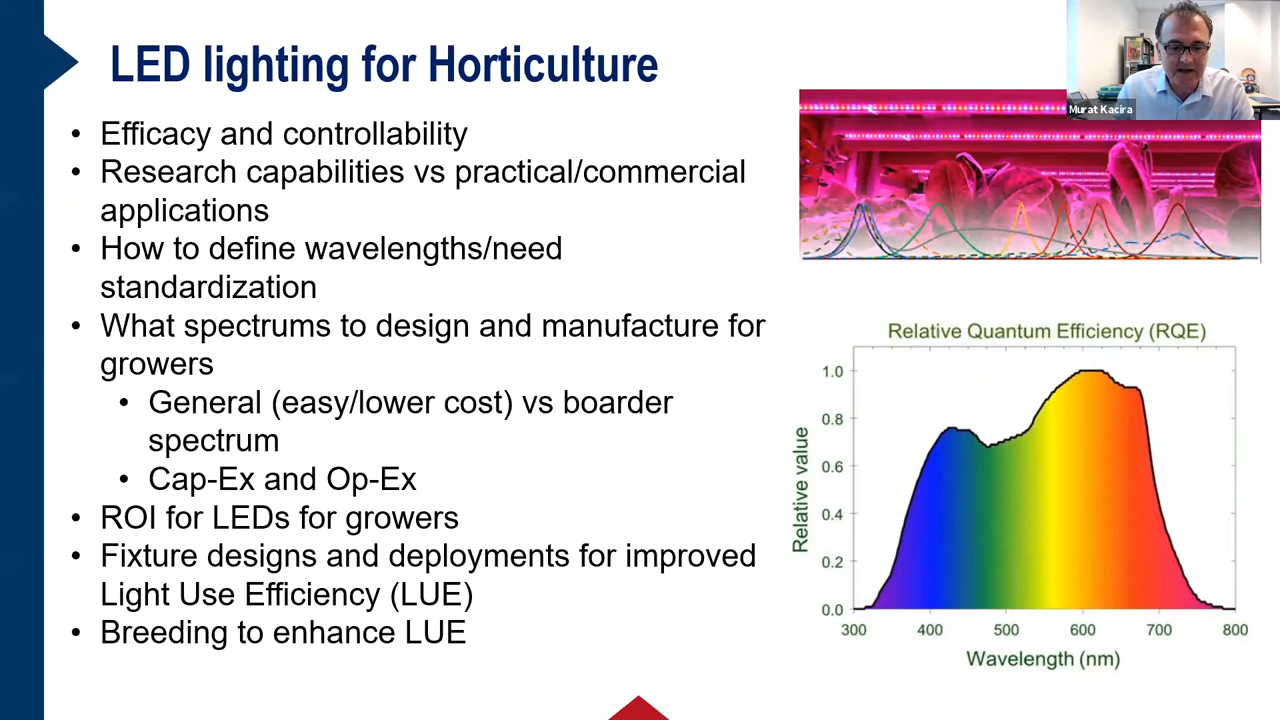 LED lighting for Horticulture
• Efficacy and controllability
• Research capabilities vs practical/commercial
applications
• How to define wavelengths/need
standardization
• What spectrums to design and manufacture for
growers
• General (easy/lower cost) vs boarder
spectrum
• Cap-Ex and Op-Ex
• ROI for LEDs for growers
• Fixture designs and deployments for improved
Light Use Efficiency (LUE)
• Breeding to enhance LUE
Murat Kacira
Relative Quantum Efficiency (RQE)
Relative value
1.0
0.8
0.6
0.4
0.2
0.0
300 400 500 600 700 800
Wavelength (nm)